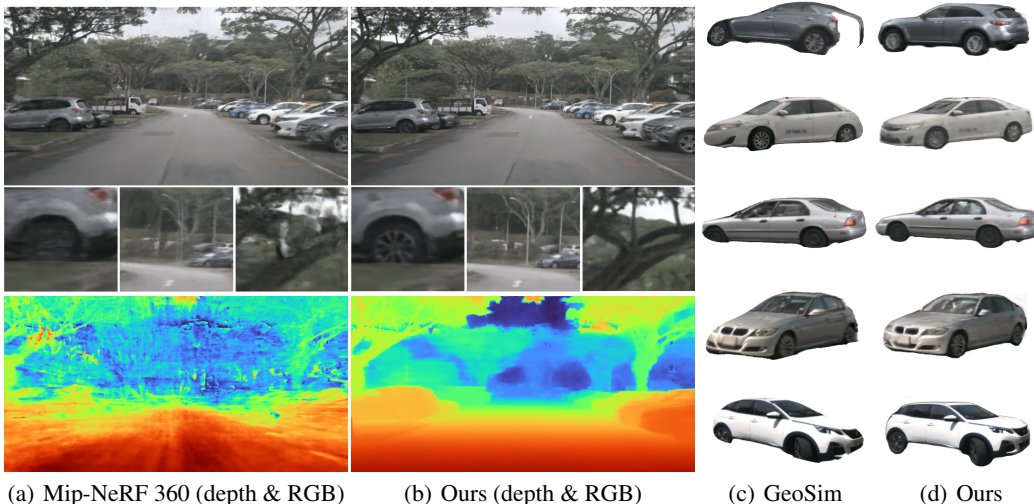 (a) Mip-NeRF 360 (depth & RGB)
(b) Ours (depth & RGB)
(c) GeoSim
(d) Ours